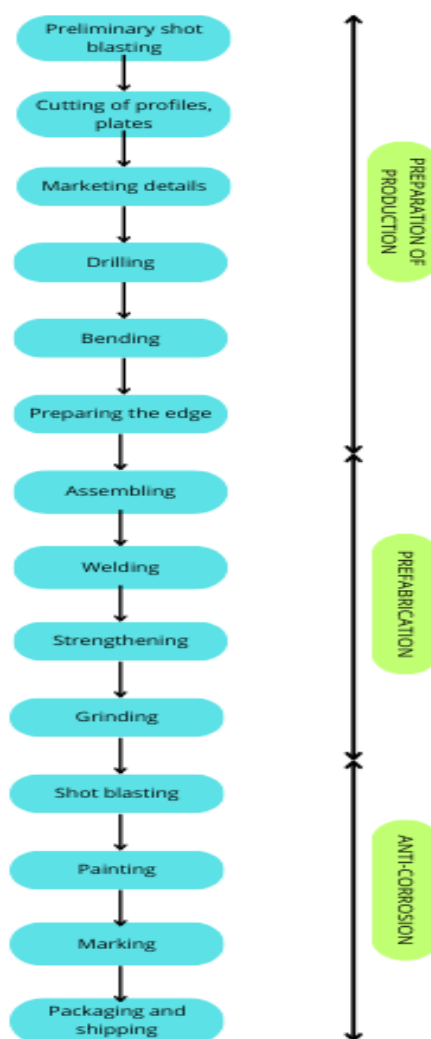 Preliminary shot
blasting
Cutting of profiles,
plates
Marketing details
Drilling
Bending
Preparing the edge
Assembling
Welding
Strengthening
Grinding
Shot blasting
Painting
Marking
Packaging and
shipping
PREPARATION OF
PRODUCTION
PREFABRICATION
ANTI-CORROSION